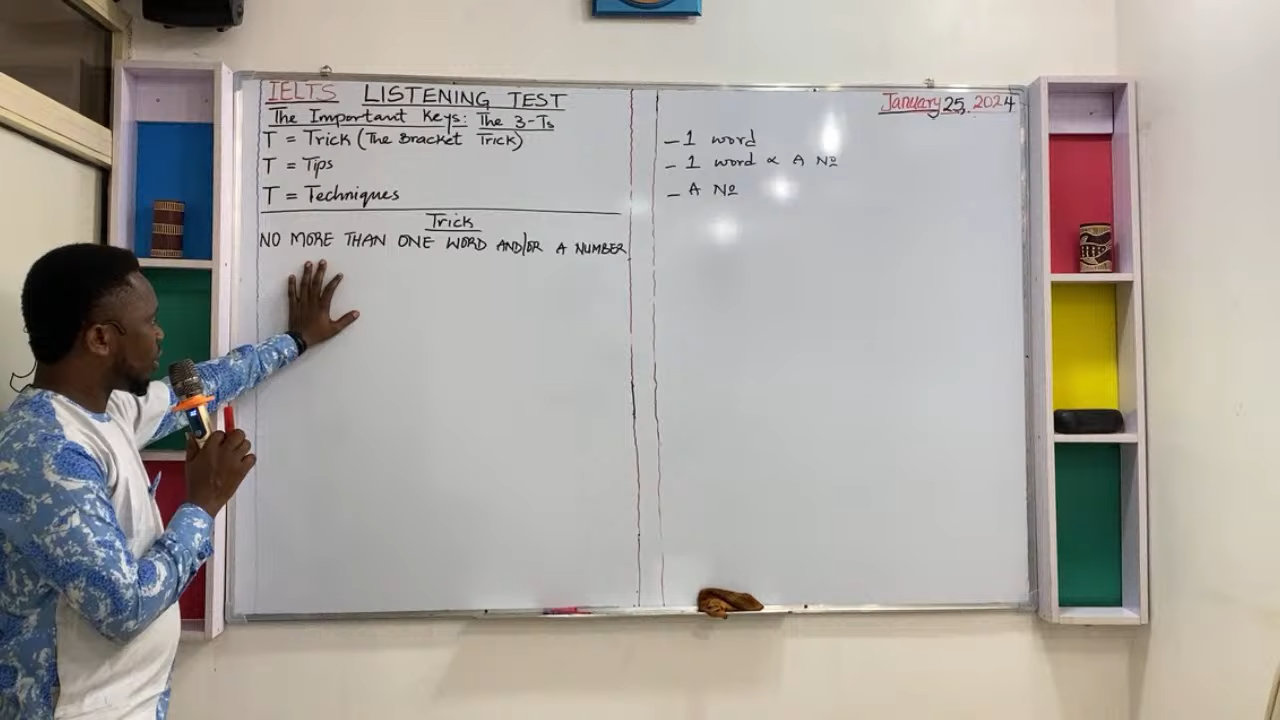 IELTS LISTENING TEST
The Important Keys: The 3-Ts
T = Trick (The Bracket Trick)
T = Tips
T = Techniques
Trick
NO MORE THAN ONE WORD AND/OR A NUMBER
January 25, 2024
- 1 word
- 1 word & A Nº
- A Nº